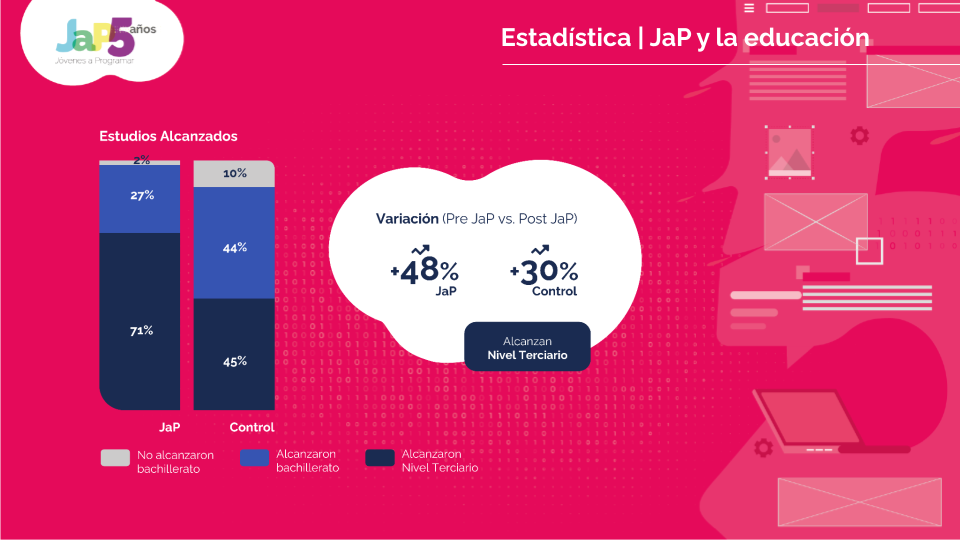 JaP5 años
Jóvenes a Programar
Estadística | JaP y la educación
Estudios Alcanzados
2%
10%
27%
44%
71%
45%
JaP
Control
No alcanzaron
bachillerato
Alcanzaron
bachillerato
Alcanzaron
Nivel Terciario
Variación (Pre JaP vs. Post JaP)
+48%
JaP
+30%
Control
Alcanzan
Nivel Terciario